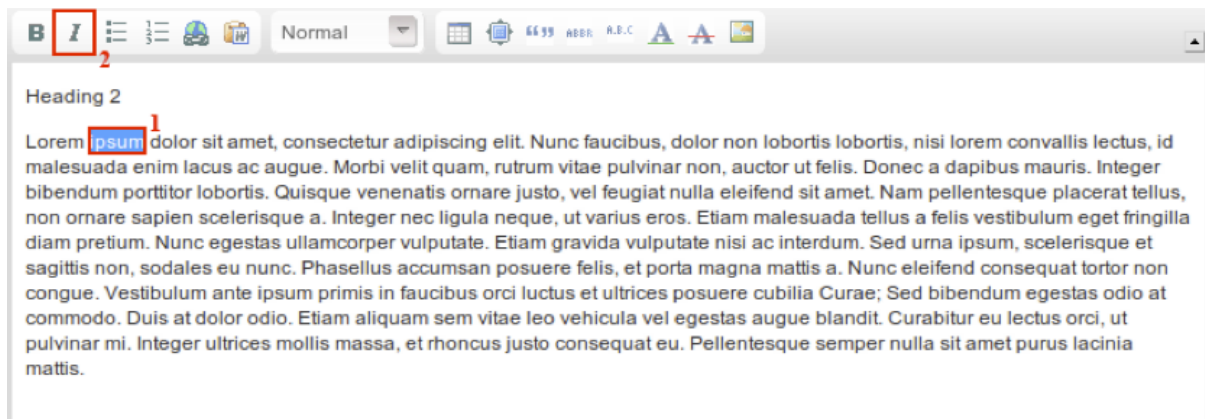 B I Normal “„ ABBR A.B.C A A
2
Heading 2
1
Lorem ipsum dolor sit amet, consectetur adipiscing elit. Nunc faucibus, dolor non lobortis lobortis, nisi lorem convallis lectus, id
malesuada enim lacus ac augue. Morbi velit quam, rutrum vitae pulvinar non, auctor ut felis. Donec a dapibus mauris. Integer
bibendum porttitor lobortis. Quisque venenatis ornare justo, vel feugiat nulla eleifend sit amet. Nam pellentesque placerat tellus,
non ornare sapien scelerisque a. Integer nec ligula neque, ut varius eros. Etiam malesuada tellus a felis vestibulum eget fringilla
diam pretium. Nunc egestas ullamcorper vulputate. Etiam gravida vulputate nisi ac interdum. Sed urna ipsum, scelerisque et
sagittis non, sodales eu nunc. Phasellus accumsan posuere felis, et porta magna mattis a. Nunc eleifend consequat tortor non
congue. Vestibulum ante ipsum primis in faucibus orci luctus et ultrices posuere cubilia Curae; Sed bibendum egestas odio at
commodo. Duis at dolor odio. Etiam aliquam sem vitae leo vehicula vel egestas augue blandit. Curabitur eu lectus orci, ut
pulvinar mi. Integer ultrices mollis massa, et rhoncus justo consequat eu. Pellentesque semper nulla sit amet purus lacinia
mattis.